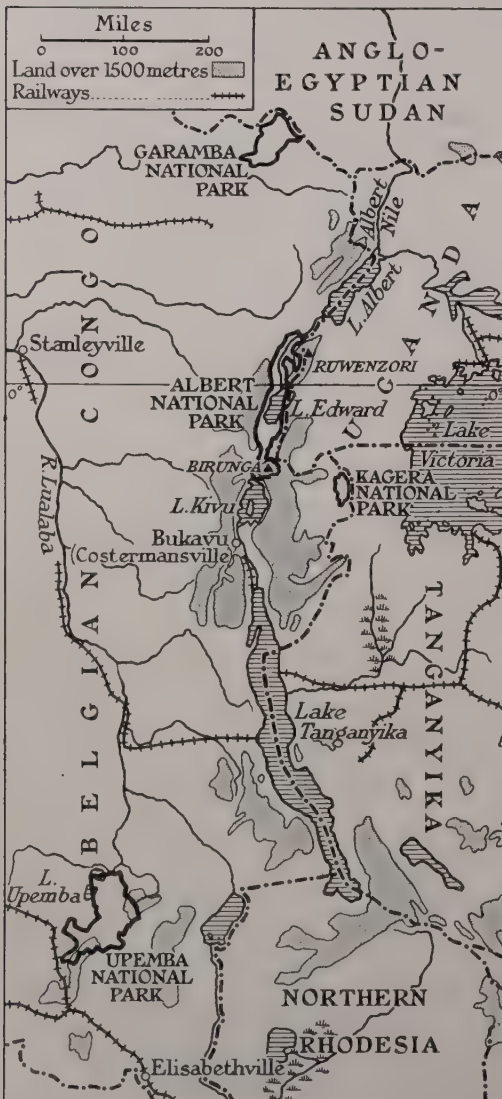 Miles
0 100 200
Land over 1500 metres
Railways
ANGLO-
EGYPTIAN
SUDAN
GARAMBA
NATIONAL
PARK
Albert
Nile
L. Albert
UGANDA
BELGIAN CONGO
Stanleyville
RUWENZORI
ALBERT
NATIONAL
PARK
0°
0°
L. Edward
Lake
Victoria
BIRUNGA
KAGERA
NATIONAL
PARK
R. Lualaba
L. Kivu
Bukavu
(Costermansville)
TANGANYIKA
Lake
Tanganyika
L.
Upemba
UPEMBA
NATIONAL
PARK
NORTHERN
RHODESIA
Elisabethville